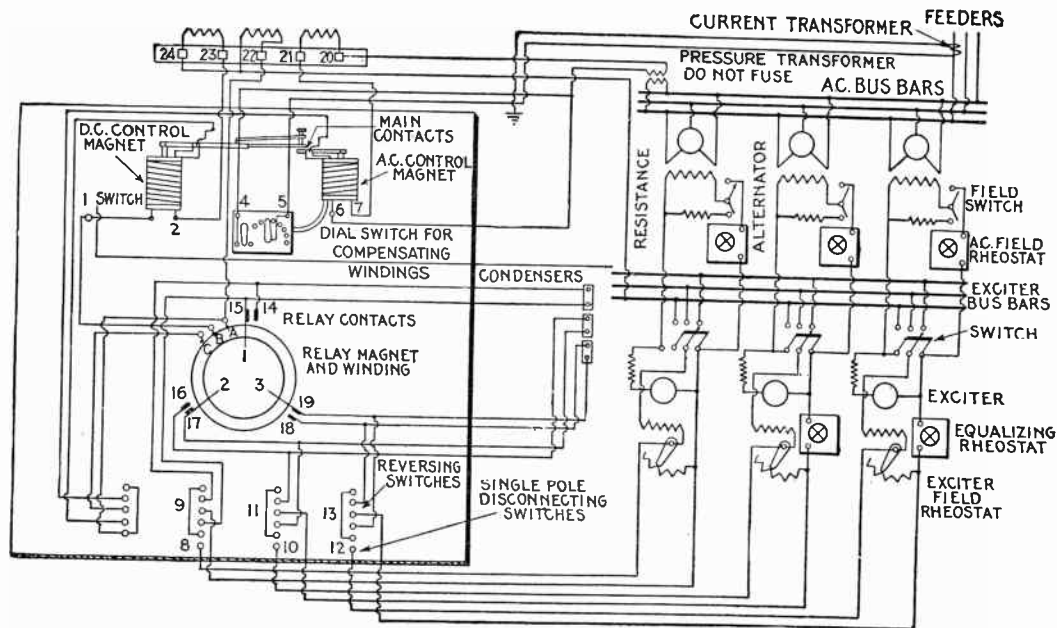 CURRENT TRANSFORMER
FEEDERS
24 23 22 21 20
PRESSURE TRANSFORMER
DO NOT FUSE
A.C. BUS BARS
D.C. CONTROL
MAGNET
MAIN
CONTACTS
A.C. CONTROL
MAGNET
1 SWITCH
2
4 5 6 7
DIAL SWITCH FOR
COMPENSATING
WINDINGS
RESISTANCE
ALTERNATOR
FIELD
SWITCH
A.C. FIELD
RHEOSTAT
CONDENSERS
EXCITER
BUS BARS
15 14
RELAY CONTACTS
C B A
1
RELAY MAGNET
AND WINDING
2 3
SWITCH
16
17
19
18
EXCITER
EQUALIZING
RHEOSTAT
REVERSING
SWITCHES
SINGLE POLE
DISCONNECTING
SWITCHES
EXCITER
FIELD
RHEOSTAT
9 11 13
8 10 12